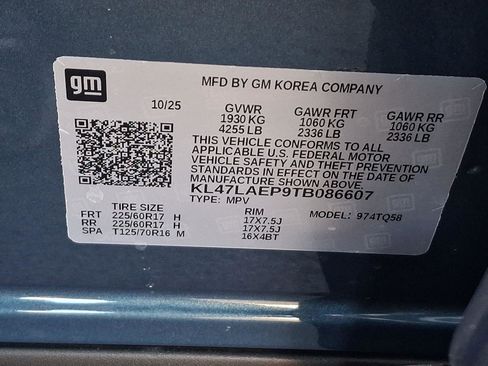 gm
MFD BY GM KOREA COMPANY
10/25 GVWR GAWR FRT GAWR RR
1930 KG 1060 KG 1060 KG
4255 LB 2336 LB 2336 LB
THIS VEHICLE CONFORMS TO ALL
APPLICABLE U.S. FEDERAL MOTOR
VEHICLE SAFETY AND THEFT PREVENTION
STANDARDS IN EFFECT ON THE DATE OF
MANUFACTURE SHOWN ABOVE.
KL47LAEP9TB086607
TYPE: MPV
TIRE SIZE RIM MODEL: 974TQ58
FRT 225/60R17 H 17X7.5J
RR 225/60R17 H 17X7.5J
SPA T125/70R16 M 16X4BT